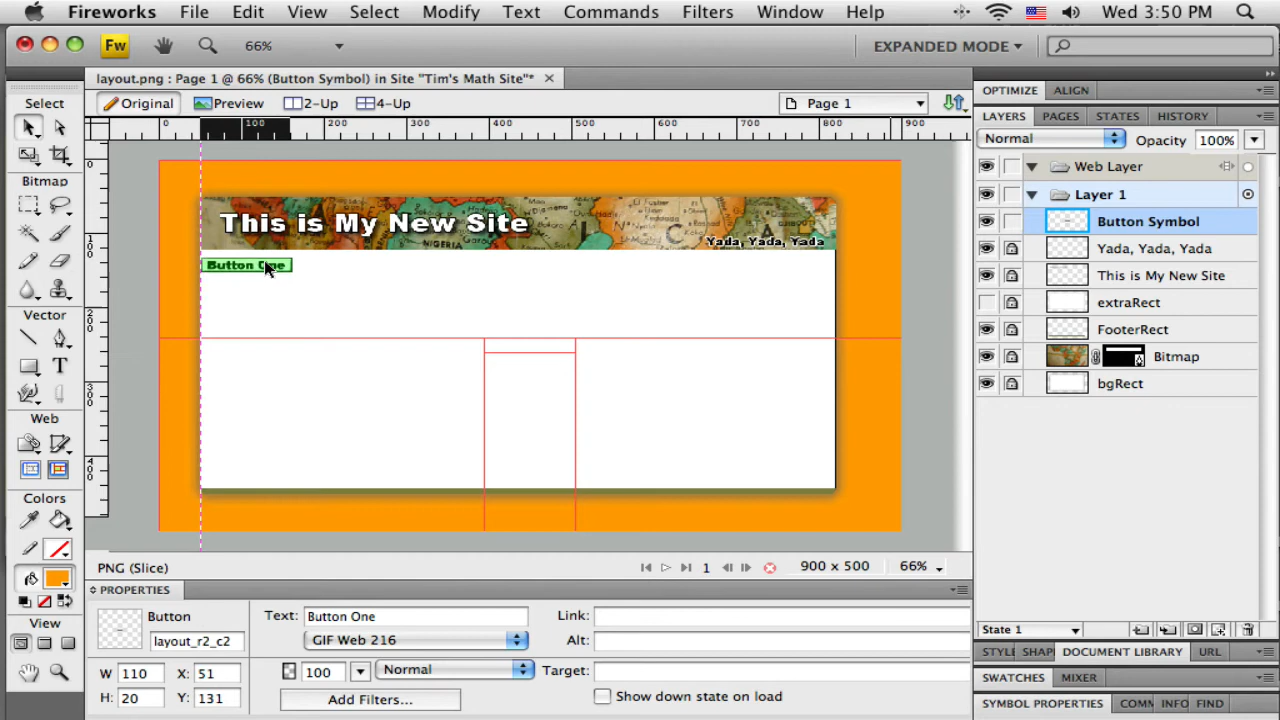 Fireworks File Edit View Select Modify Text Commands Filters Window Help Wed 3:50 PM
Fw 66% EXPANDED MODE
layout.png : Page 1 @ 66% (Button Symbol) in Site "Tim's Math Site"*
Original Preview 2-Up 4-Up Page 1
0 100 200 300 400 500 600 700 800 900
0
100
200
300
400
Select
Bitmap
Vector
Web
Colors
View
This is My New Site
NIGERIA
Yada, Yada, Yada
Button One
PNG (Slice) 1 900 x 500 66%
PROPERTIES
Button Text: Button One Link:
layout_r2_c2 GIF Web 216 Alt:
W 110 X: 51 100 Normal Target:
H: 20 Y: 131 Add Filters... Show down state on load
OPTIMIZE ALIGN
LAYERS PAGES STATES HISTORY
Normal Opacity 100%
Web Layer
Layer 1
Button Symbol
Yada, Yada, Yada
This is My New Site
extraRect
FooterRect
Bitmap
bgRect
State 1
STYLE SHAP DOCUMENT LIBRARY URL
SWATCHES MIXER
SYMBOL PROPERTIES COMM INFO FIND